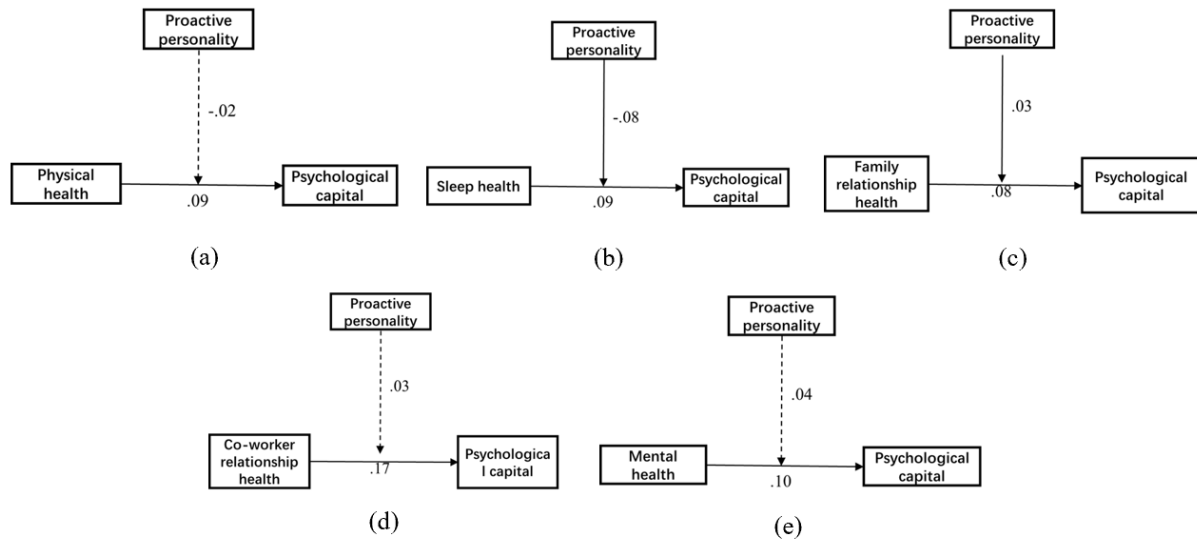 Proactive
personality
-.02
Physical
health
.09
Psychological
capital
(a)
Proactive
personality
-.08
Sleep health
.09
Psychological
capital
(b)
Proactive
personality
.03
Family
relationship
health
.08
Psychological
capital
(c)
Proactive
personality
.03
Co-worker
relationship
health
.17
Psychologica
l capital
(d)
Proactive
personality
.04
Mental
health
.10
Psychological
capital
(e)